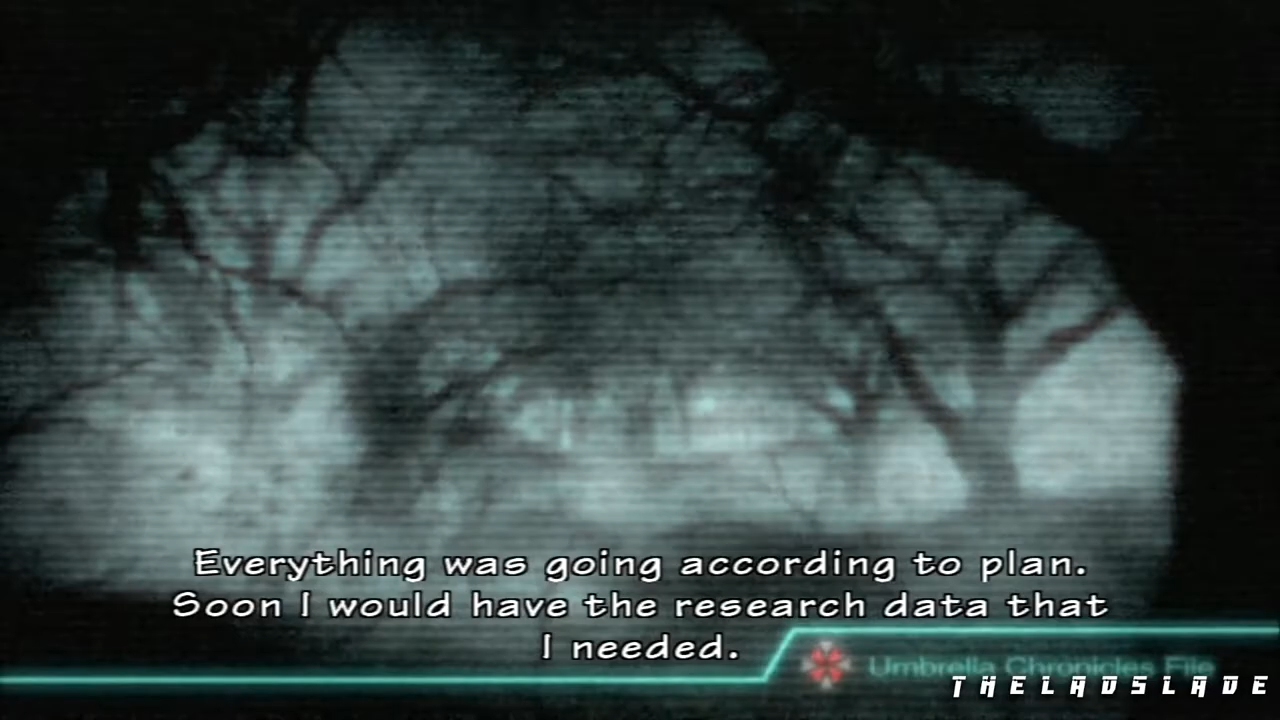 Everything was going according to plan.
Soon I would have the research data that
I needed.
Umbrella Chronicles File
THELADSLADE